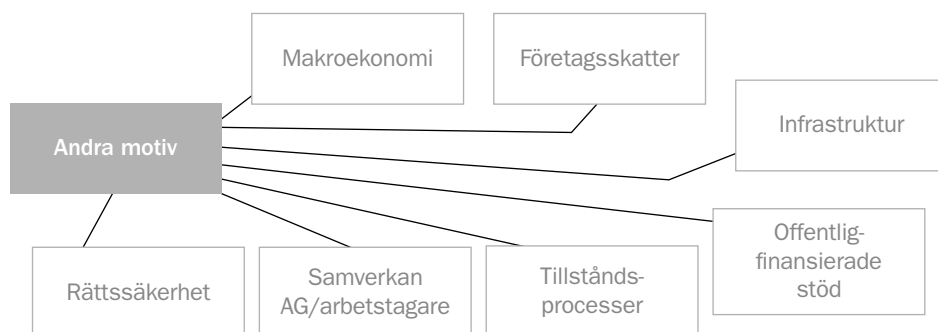 Makroekonomi
Företagsskatter
Infrastruktur
Andra motiv
Offentlig-
finansierade
stöd
Rättssäkerhet
Samverkan
AG/arbetstagare
Tillstånds-
processer